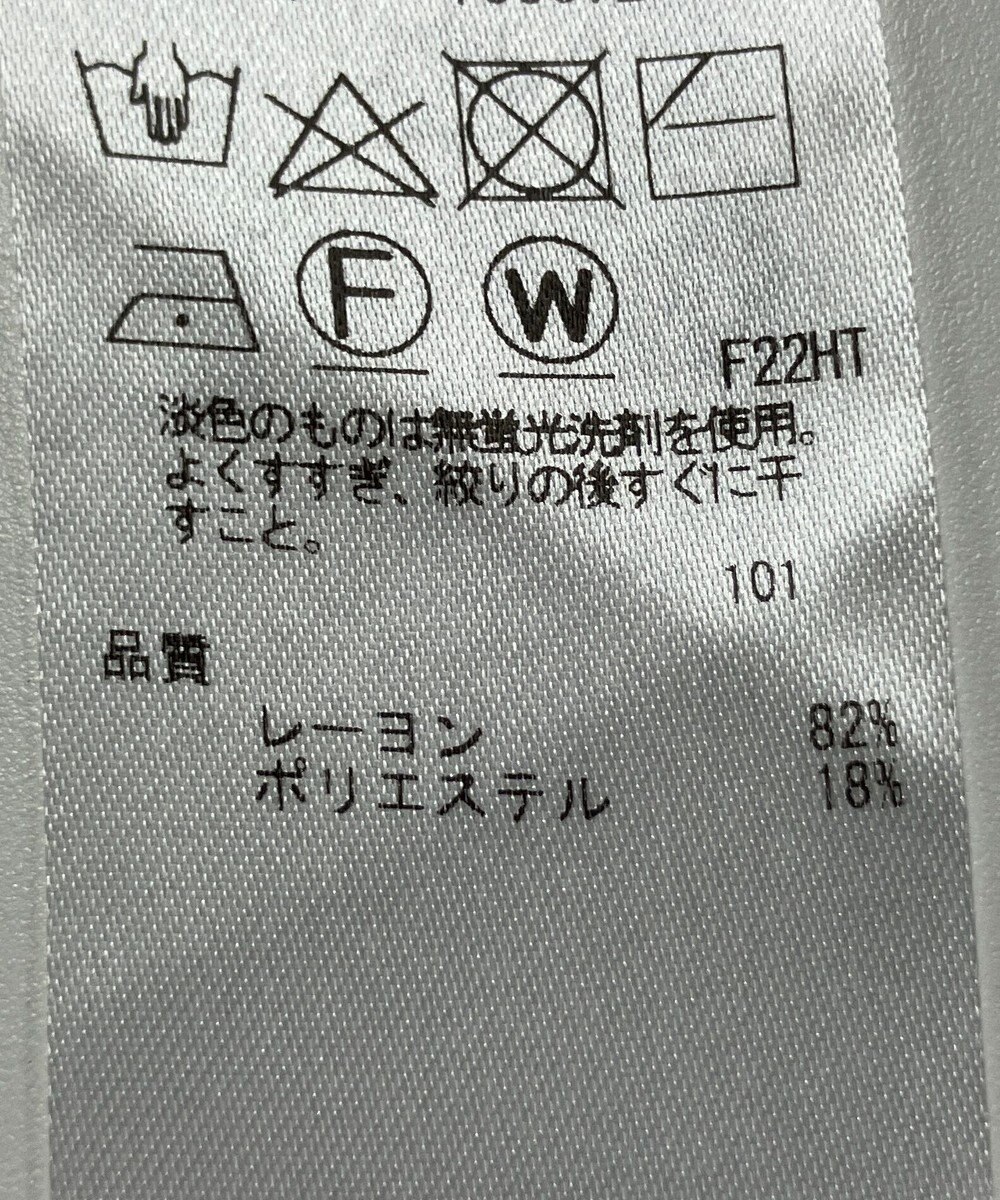 F W
F22HT
淡色のものは無蛍光洗剤を使用。
よくすすぎ、絞りの後すぐに干
すこと。
101
品質
レーヨン 82%
ポリエステル 18%